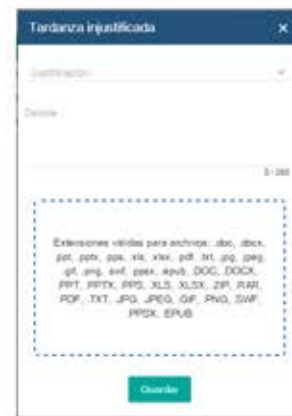 Tardanza injustificada ×
Justificación
Detalle
0 / 250
Extensiones válidas para archivos: .doc, .docx,
.ppt, .pptx, .pps, .xls, .xlsx, .pdf, .txt, .jpg, .jpeg,
.gif, .png, .swf, .ppsx, .epub, .DOC, .DOCX,
.PPT, .PPTX, .PPS, .XLS, .XLSX, .ZIP, .RAR,
.PDF, .TXT, .JPG, .JPEG, .GIF, .PNG, .SWF,
.PPSX, .EPUB
Guardar